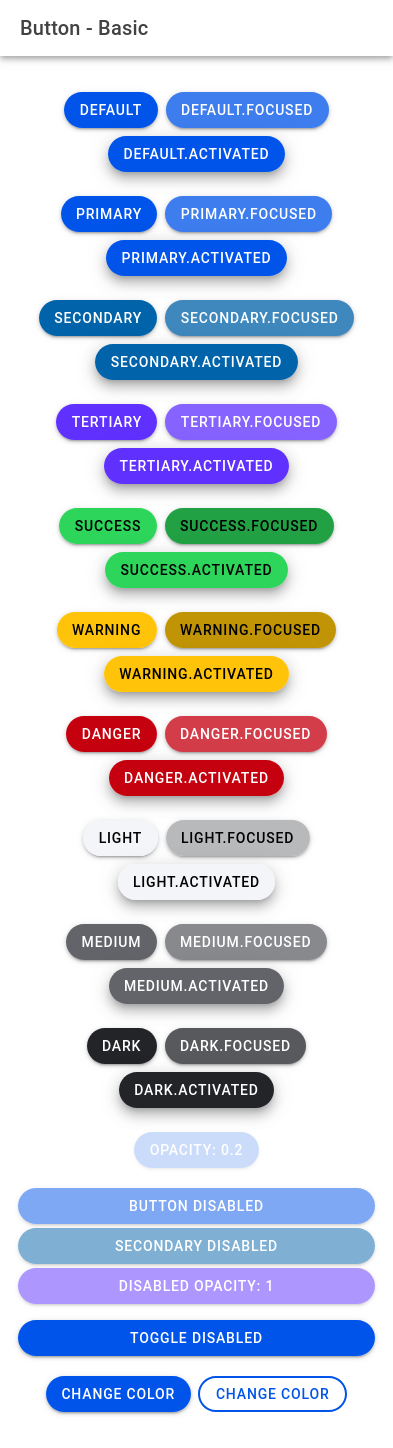 Button - Basic
DEFAULT DEFAULT.FOCUSED
DEFAULT.ACTIVATED
PRIMARY PRIMARY.FOCUSED
PRIMARY.ACTIVATED
SECONDARY SECONDARY.FOCUSED
SECONDARY.ACTIVATED
TERTIARY TERTIARY.FOCUSED
TERTIARY.ACTIVATED
SUCCESS SUCCESS.FOCUSED
SUCCESS.ACTIVATED
WARNING WARNING.FOCUSED
WARNING.ACTIVATED
DANGER DANGER.FOCUSED
DANGER.ACTIVATED
LIGHT LIGHT.FOCUSED
LIGHT.ACTIVATED
MEDIUM MEDIUM.FOCUSED
MEDIUM.ACTIVATED
DARK DARK.FOCUSED
DARK.ACTIVATED
OPACITY: 0.2
BUTTON DISABLED
SECONDARY DISABLED
DISABLED OPACITY: 1
TOGGLE DISABLED
CHANGE COLOR CHANGE COLOR